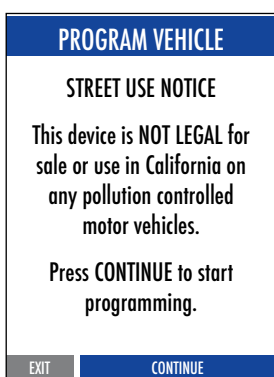 PROGRAM VEHICLE
STREET USE NOTICE
This device is NOT LEGAL for
sale or use in California on
any pollution controlled
motor vehicles.
Press CONTINUE to start
programming.
EXIT
CONTINUE